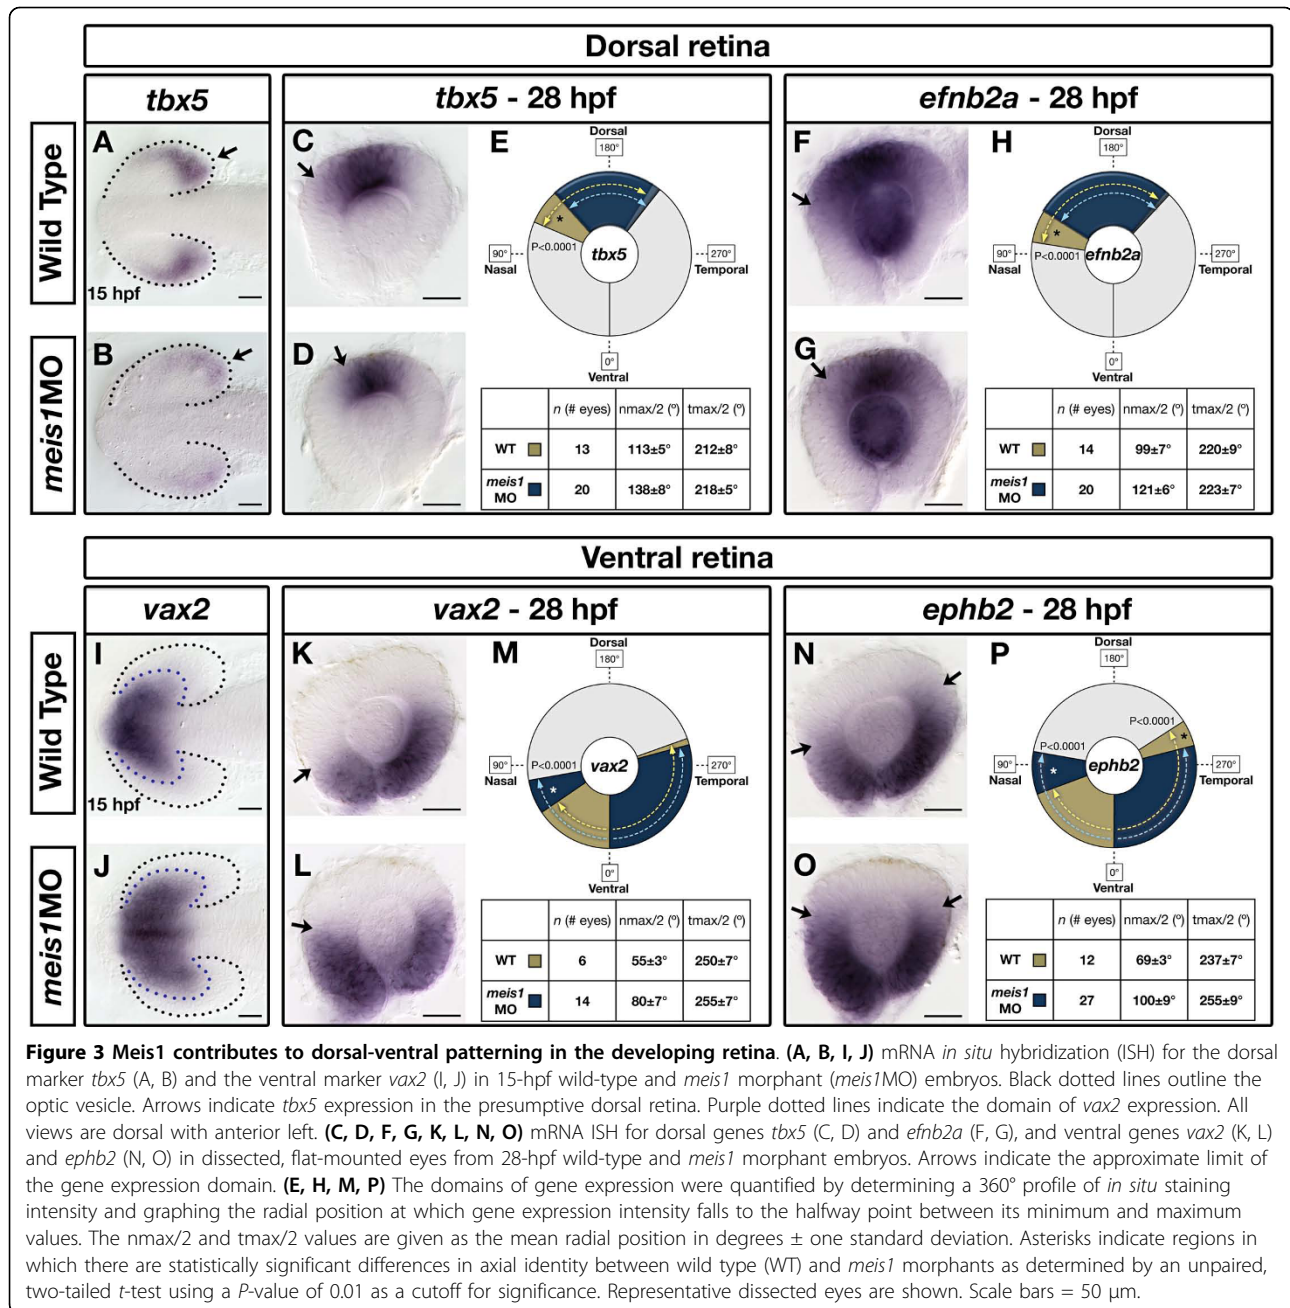 Dorsal retina
tbx5
tbx5 - 28 hpf
efnb2a - 28 hpf
Wild Type
meis1MO
A
15 hpf
B
C
D
E
Dorsal
180°
90°
Nasal
270°
Temporal
P<0.0001
*
tbx5
0°
Ventral
n (# eyes) nmax/2 (º) tmax/2 (º)
WT 13 113±5° 212±8°
meis1 MO 20 138±8° 218±5°
F
G
H
Dorsal
180°
90°
Nasal
270°
Temporal
P<0.0001
*
efnb2a
0°
Ventral
n (# eyes) nmax/2 (º) tmax/2 (º)
WT 14 99±7° 220±9°
meis1 MO 20 121±6° 223±7°
Ventral retina
vax2
vax2 - 28 hpf
ephb2 - 28 hpf
Wild Type
meis1MO
I
15 hpf
J
K
L
M
Dorsal
180°
P<0.0001
90°
Nasal
270°
Temporal
*
vax2
0°
Ventral
n (# eyes) nmax/2 (º) tmax/2 (º)
WT 6 55±3° 250±7°
meis1 MO 14 80±7° 255±7°
N
O
P
Dorsal
180°
P<0.0001
P<0.0001
90°
Nasal
270°
Temporal
*
*
ephb2
0°
Ventral
n (# eyes) nmax/2 (º) tmax/2 (º)
WT 12 69±3° 237±7°
meis1 MO 27 100±9° 255±9°
Figure 3 Meis1 contributes to dorsal-ventral patterning in the developing retina. (A, B, I, J) mRNA in situ hybridization (ISH) for the dorsal
marker tbx5 (A, B) and the ventral marker vax2 (I, J) in 15-hpf wild-type and meis1 morphant (meis1MO) embryos. Black dotted lines outline the
optic vesicle. Arrows indicate tbx5 expression in the presumptive dorsal retina. Purple dotted lines indicate the domain of vax2 expression. All
views are dorsal with anterior left. (C, D, F, G, K, L, N, O) mRNA ISH for dorsal genes tbx5 (C, D) and efnb2a (F, G), and ventral genes vax2 (K, L)
and ephb2 (N, O) in dissected, flat-mounted eyes from 28-hpf wild-type and meis1 morphant embryos. Arrows indicate the approximate limit of
the gene expression domain. (E, H, M, P) The domains of gene expression were quantified by determining a 360° profile of in situ staining
intensity and graphing the radial position at which gene expression intensity falls to the halfway point between its minimum and maximum
values. The nmax/2 and tmax/2 values are given as the mean radial position in degrees ± one standard deviation. Asterisks indicate regions in
which there are statistically significant differences in axial identity between wild type (WT) and meis1 morphants as determined by an unpaired,
two-tailed t-test using a P-value of 0.01 as a cutoff for significance. Representative dissected eyes are shown. Scale bars = 50 μm.